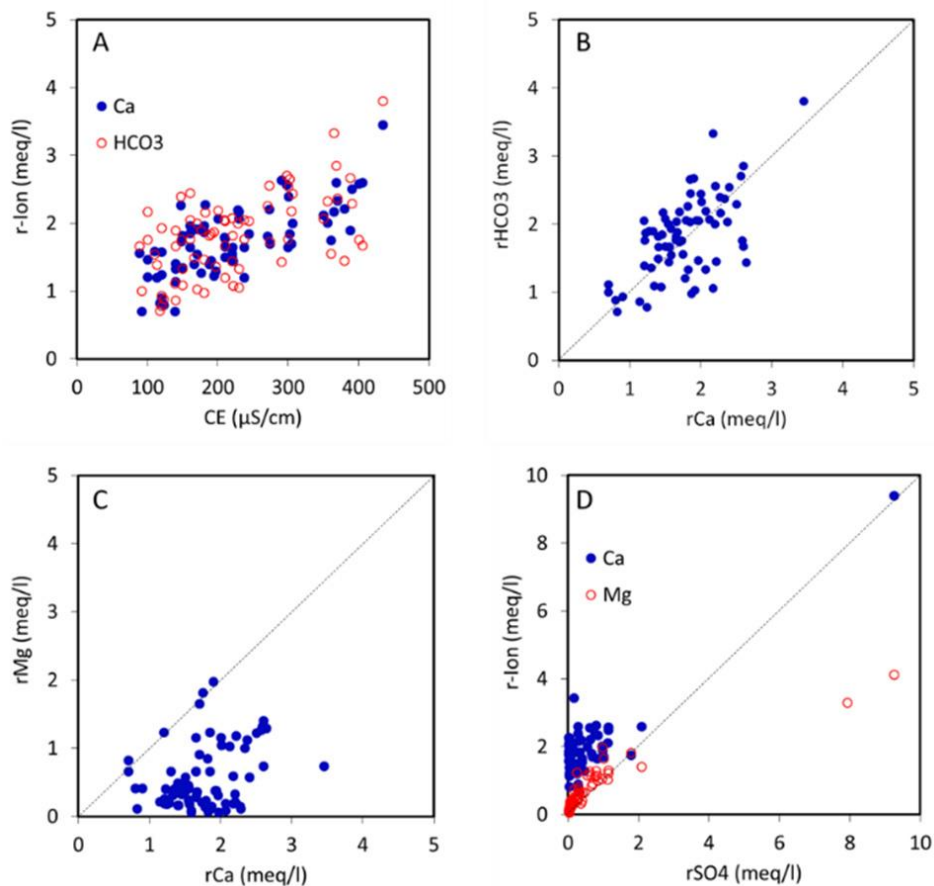 A
Ca
HCO3
r-Ion (meq/l)
5
4
3
2
1
0
0 100 200 300 400 500
CE (µS/cm)
B
rHCO3 (meq/l)
5
4
3
2
1
0
0 1 2 3 4 5
rCa (meq/l)
C
rMg (meq/l)
5
4
3
2
1
0
0 1 2 3 4 5
rCa (meq/l)
D
Ca
Mg
r-Ion (meq/l)
10
8
6
4
2
0
0 2 4 6 8 10
rSO4 (meq/l)